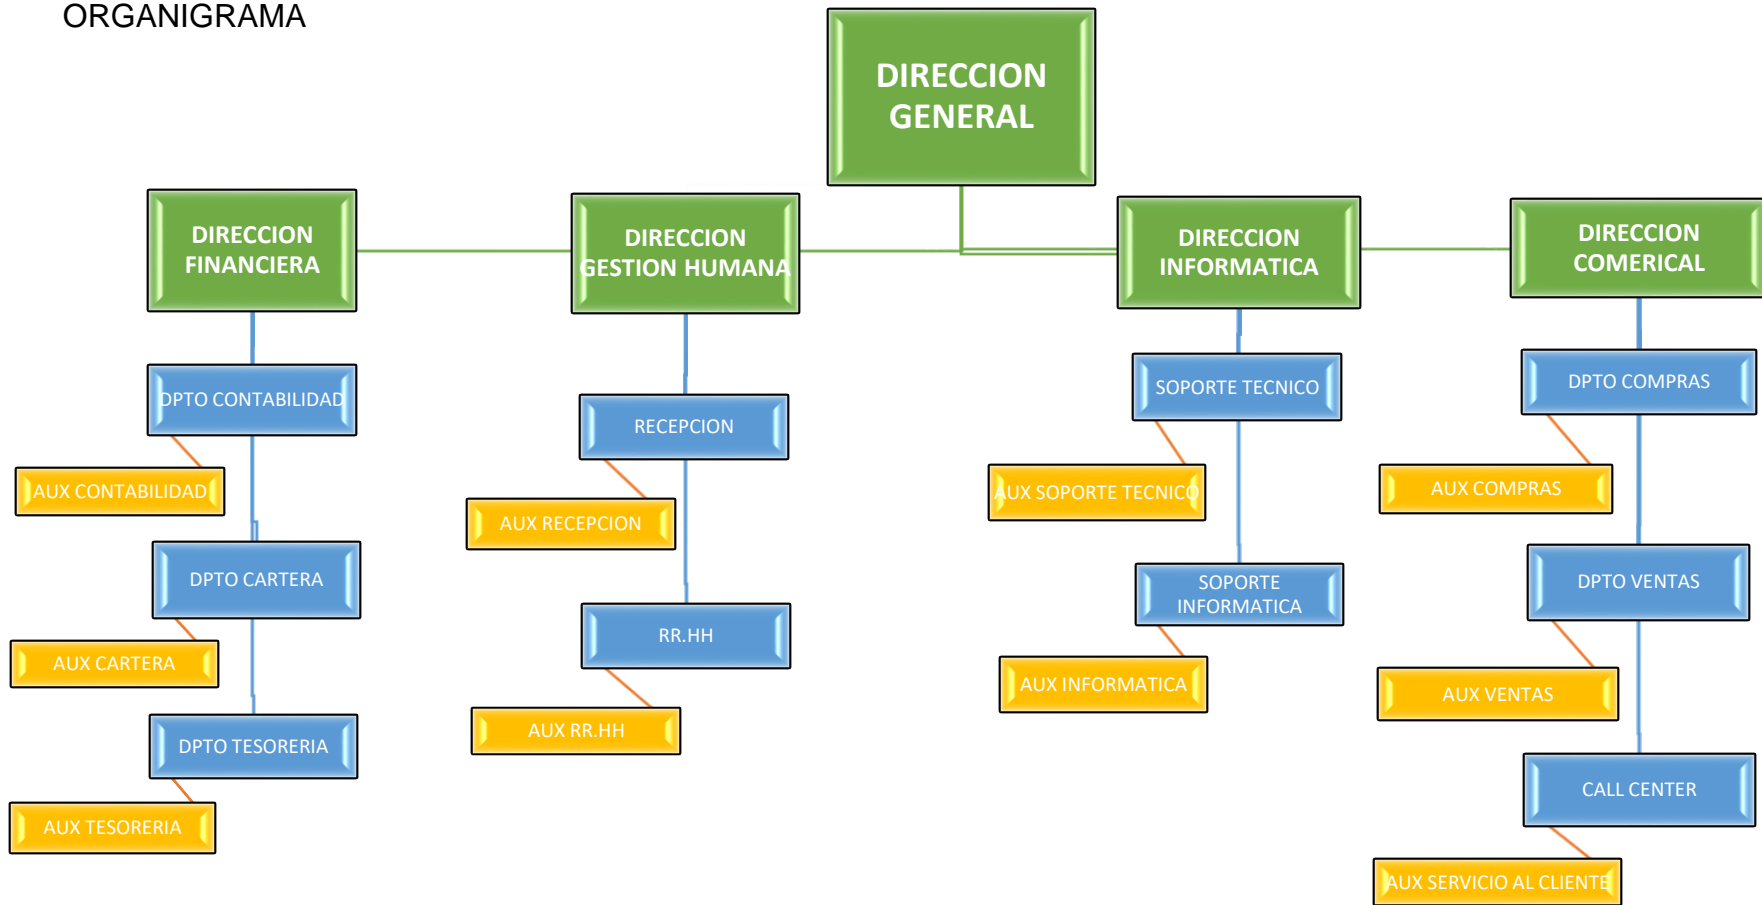 ORGANIGRAMA
DIRECCION
GENERAL
DIRECCION
FINANCIERA
DIRECCION
GESTION HUMANA
DIRECCION
INFORMATICA
DIRECCION
COMERICAL
DPTO CONTABILIDAD
AUX CONTABILIDAD
DPTO CARTERA
AUX CARTERA
DPTO TESORERIA
AUX TESORERIA
RECEPCION
AUX RECEPCION
RR.HH
AUX RR.HH
SOPORTE TECNICO
AUX SOPORTE TECNICO
SOPORTE
INFORMATICA
AUX INFORMATICA
DPTO COMPRAS
AUX COMPRAS
DPTO VENTAS
AUX VENTAS
CALL CENTER
AUX SERVICIO AL CLIENTE